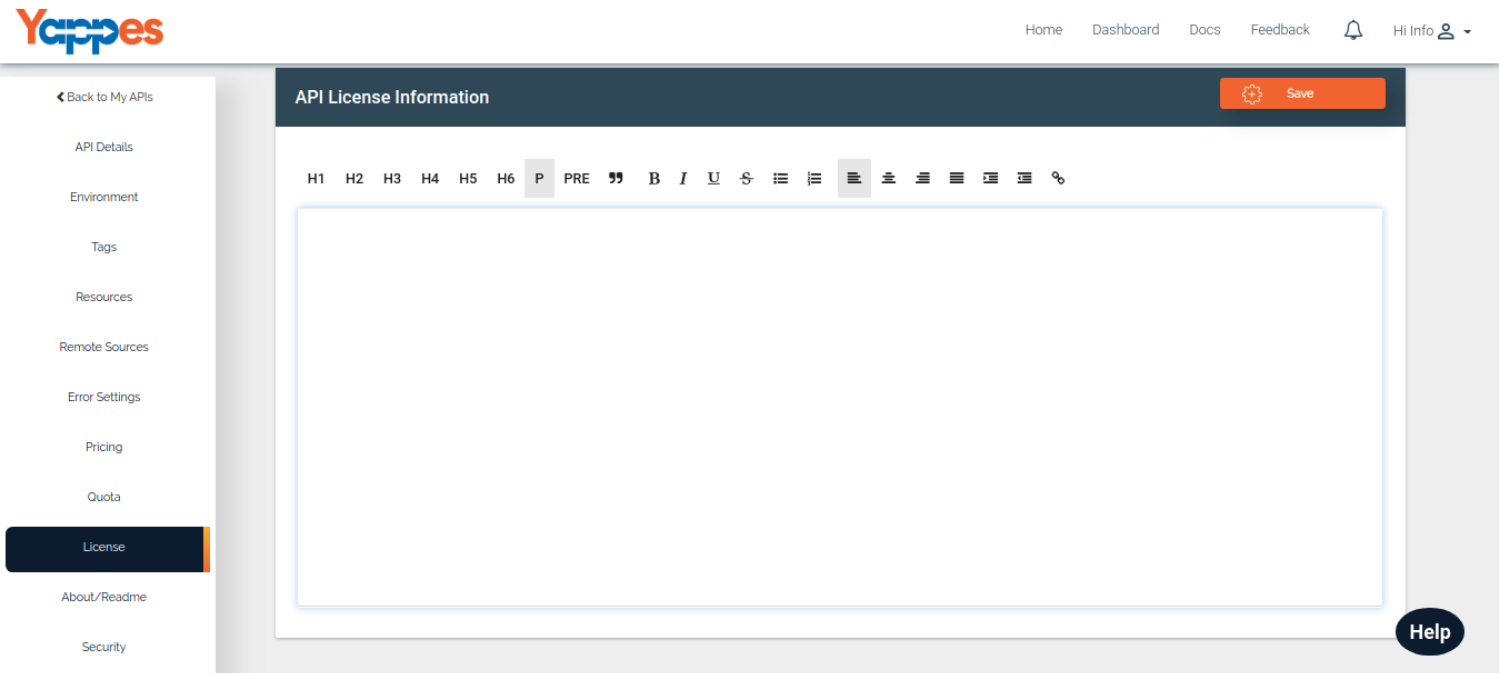 Yappes
Home Dashboard Docs Feedback Hi Info
Back to My APIs
API Details
Environment
Tags
Resources
Remote Sources
Error Settings
Pricing
Quota
License
About/Readme
Security
API License Information
Save
H1 H2 H3 H4 H5 H6 P PRE B I U S
Help